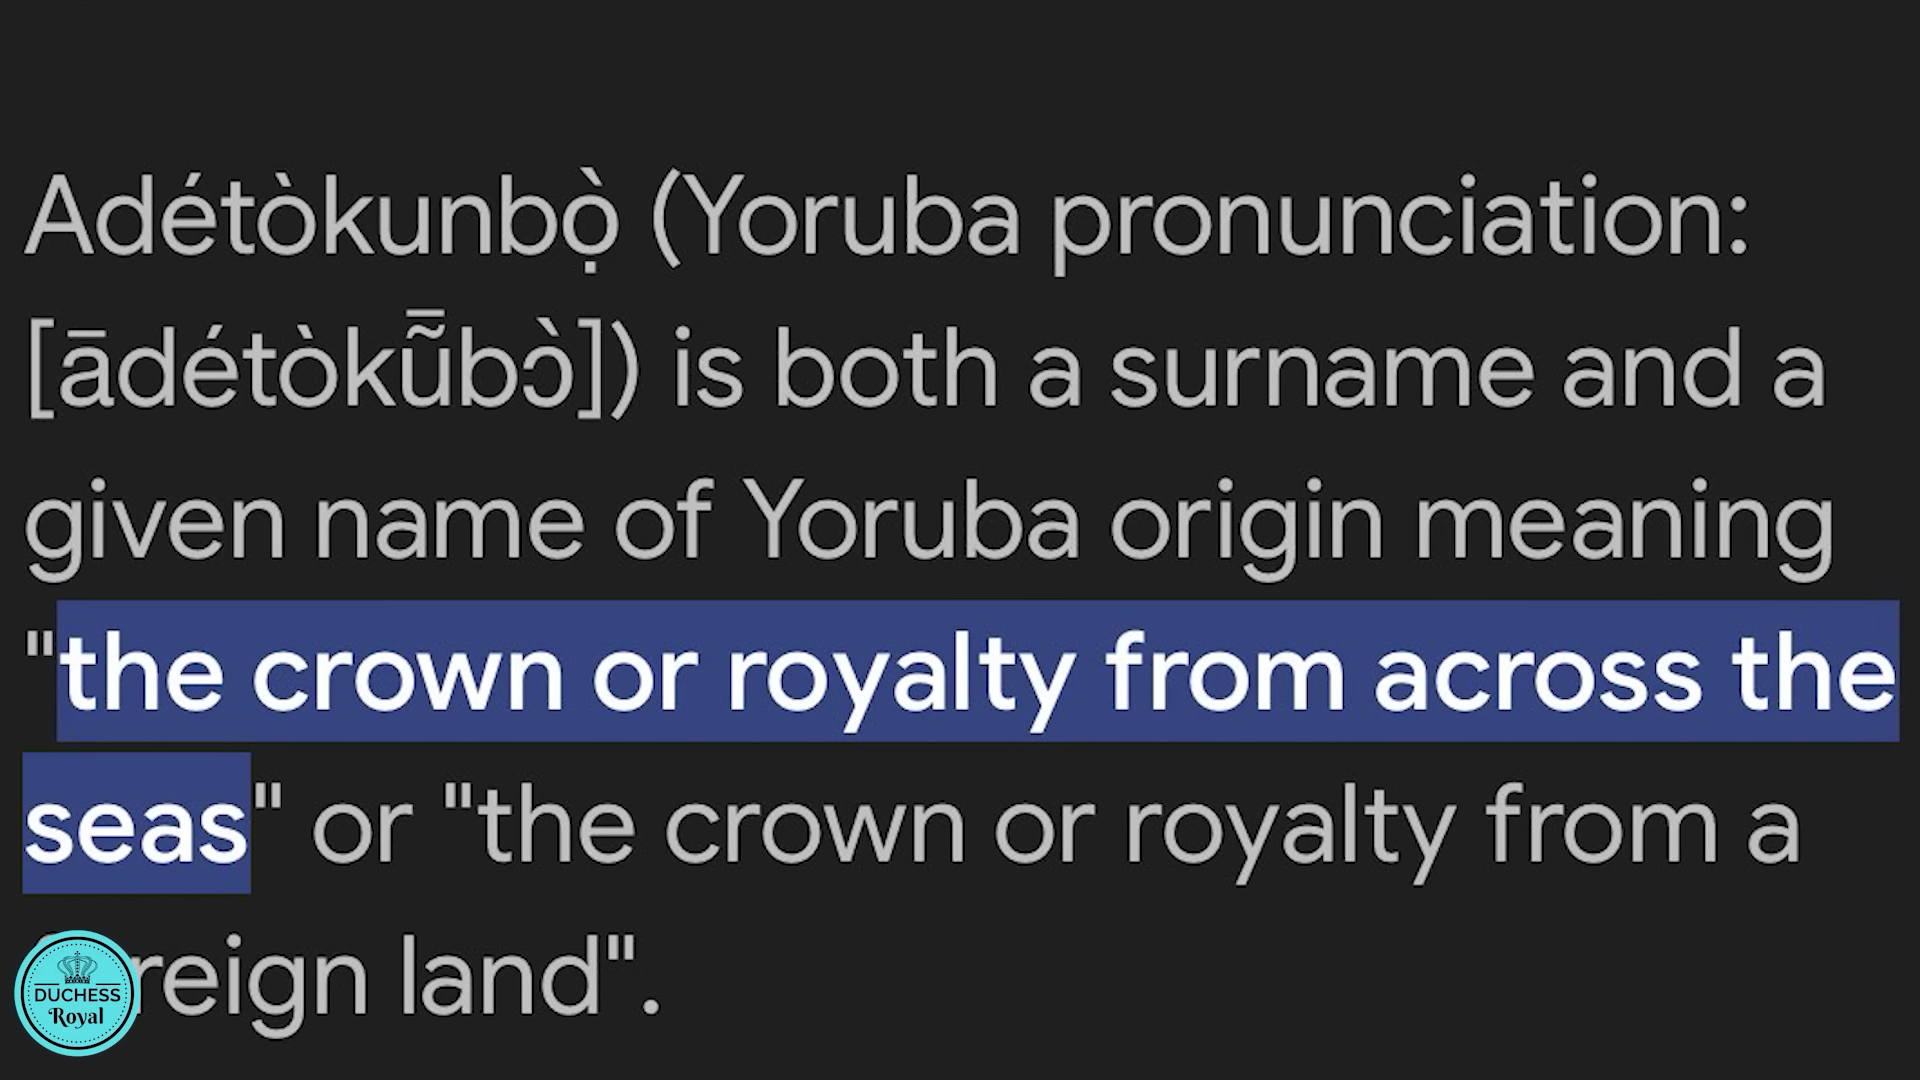 Adétòkunbọ̀ (Yoruba pronunciation:
[ādétòkũ̄bɔ̀]) is both a surname and a
given name of Yoruba origin meaning
"the crown or royalty from across the
seas" or "the crown or royalty from a
reign land".
DUCHESS
Royal